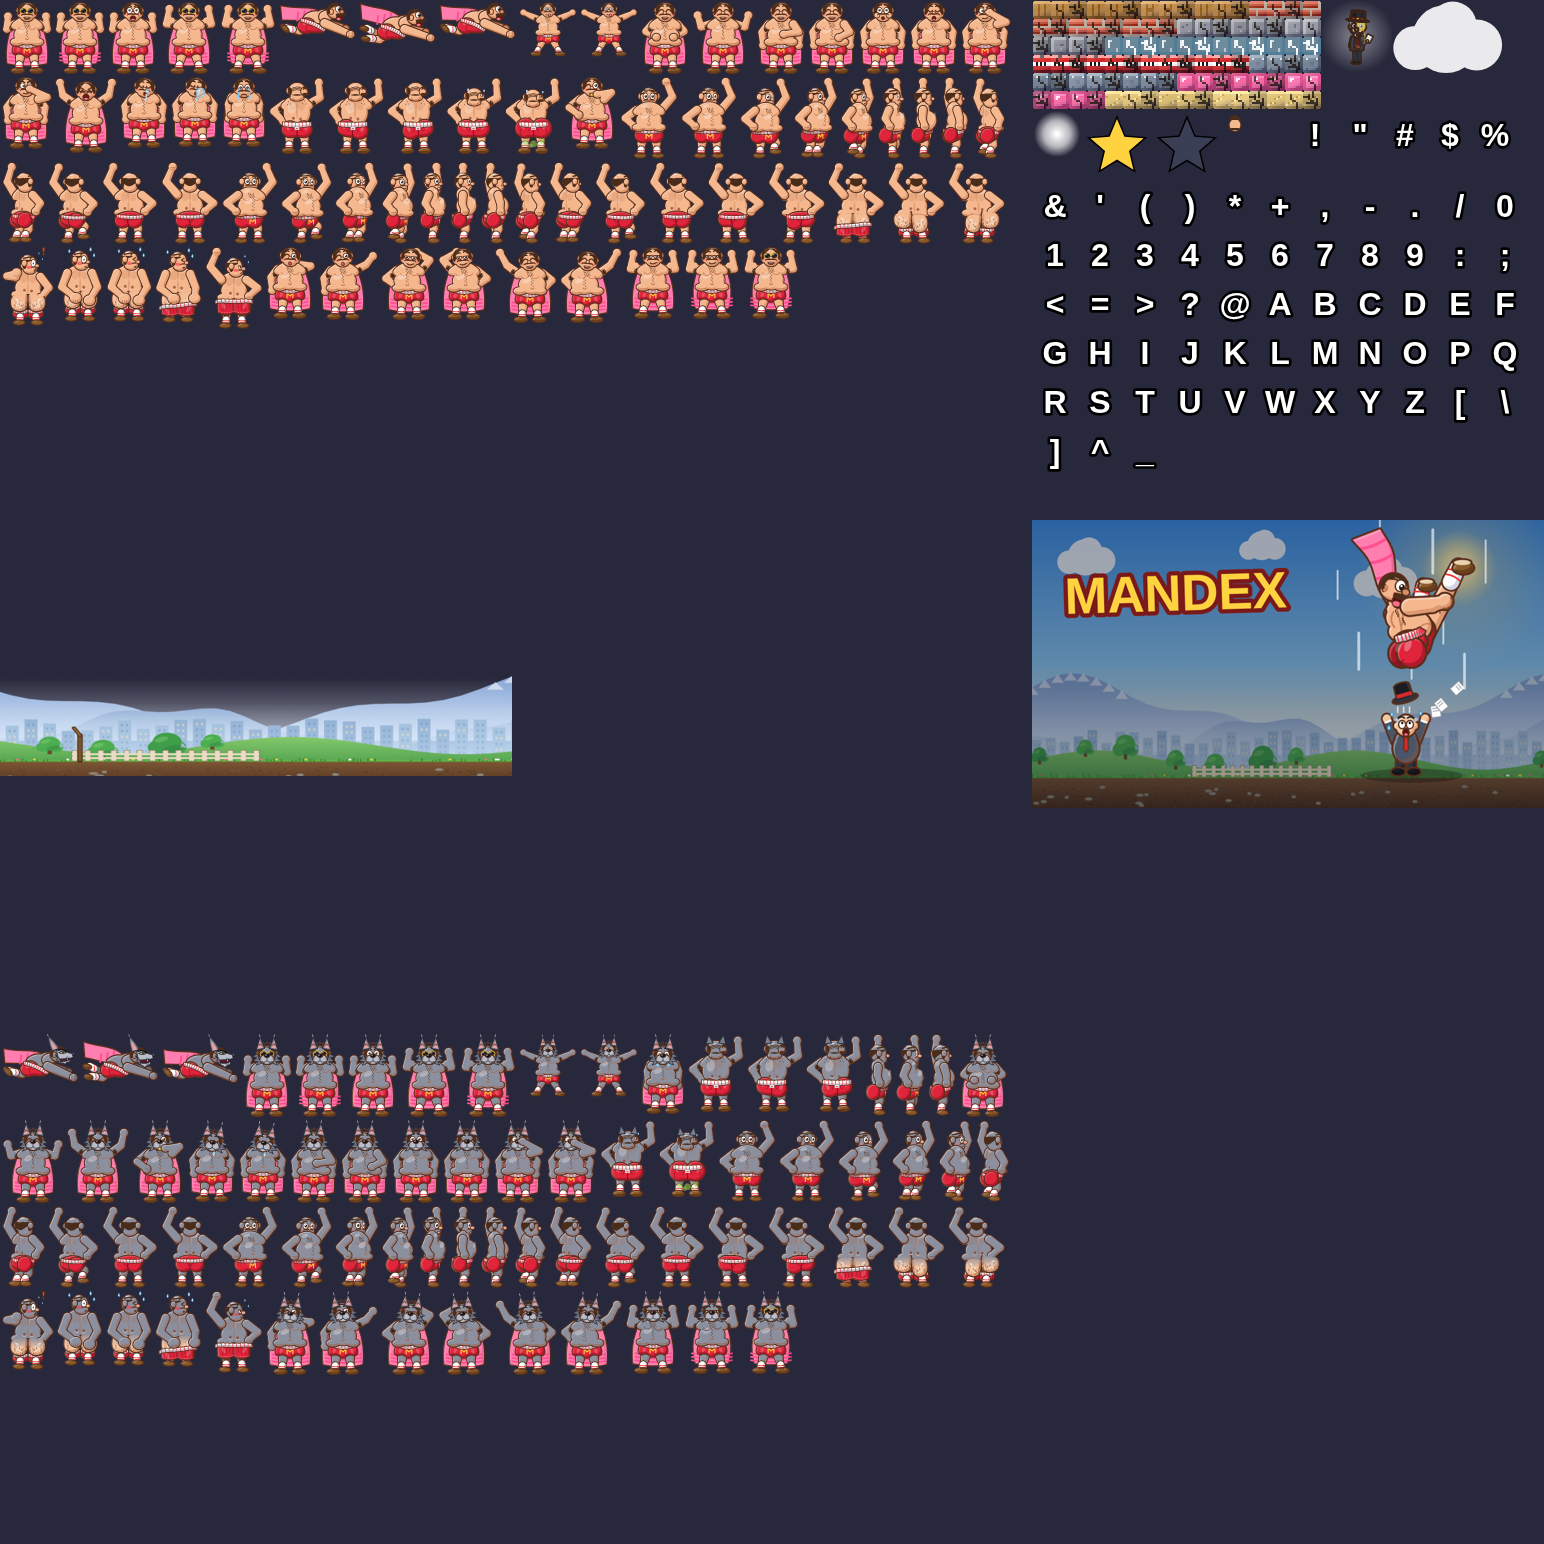 ! " # $ %
& ' ( ) * + , - . / 0
1 2 3 4 5 6 7 8 9 : ;
< = > ? @ A B C D E F
G H I J K L M N O P Q
R S T U V W X Y Z [ \
] ^ _
MANDEX